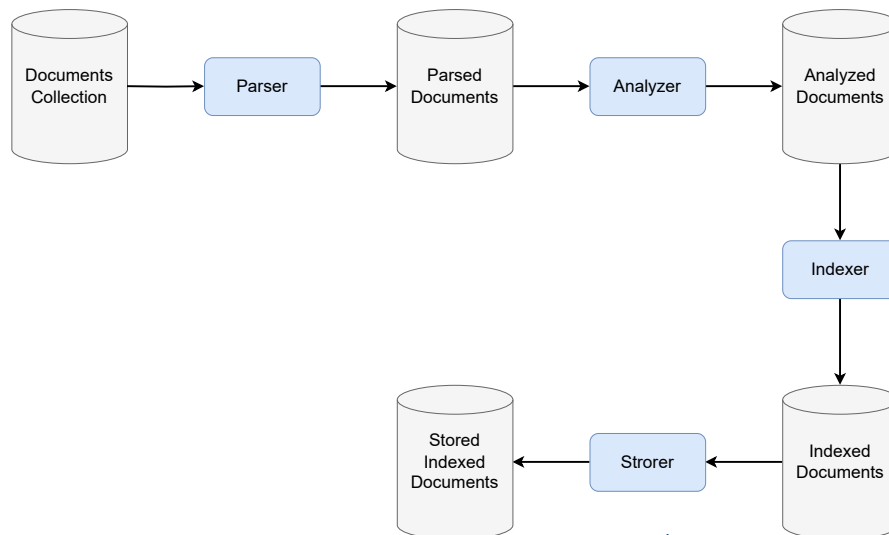 Documents
Collection
Parser
Parsed
Documents
Analyzer
Analyzed
Documents
Indexer
Stored
Indexed
Documents
Strorer
Indexed
Documents